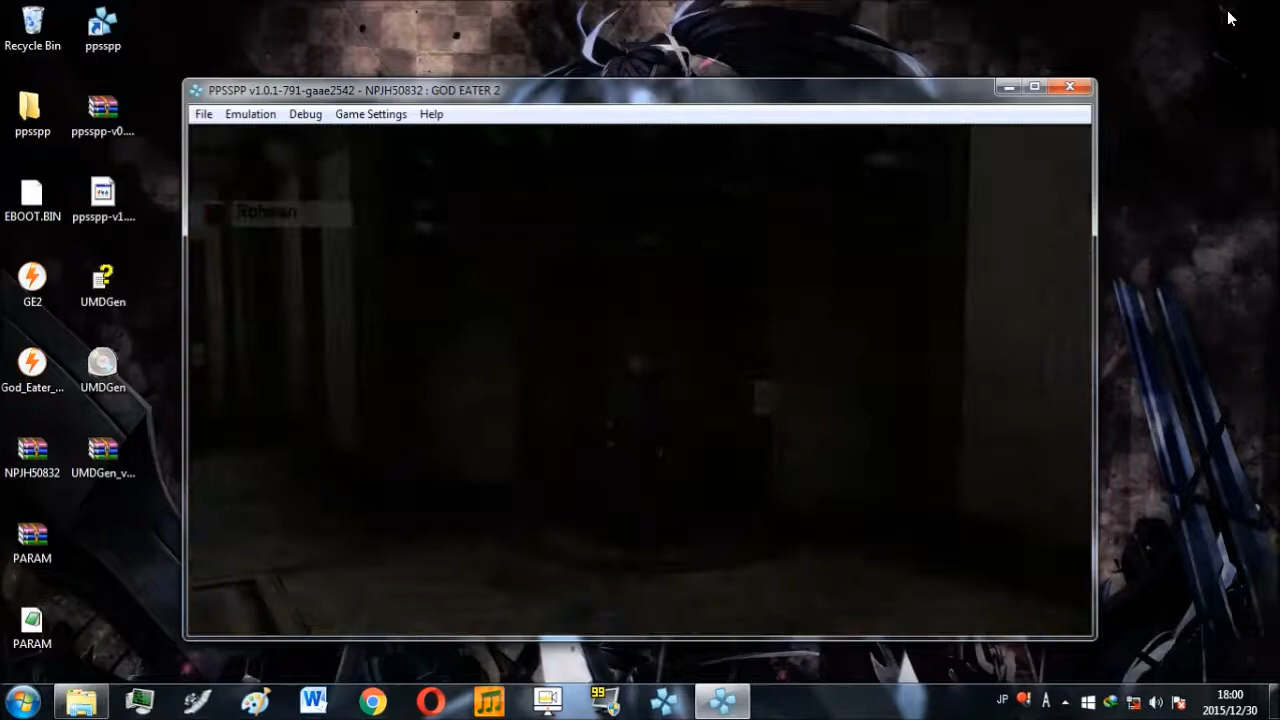 Recycle Bin
ppsspp
ppsspp
ppsspp-v0....
EBOOT.BIN
ppsspp-v1....
GE2
UMDGen
God_Eater_...
UMDGen
NPJH50832
UMDGen_v...
PARAM
PARAM
PPSSPP v1.0.1-791-gaae2542 - NPJH50832 : GOD EATER 2
File Emulation Debug Game Settings Help
99
JP A
18:00
2015/12/30